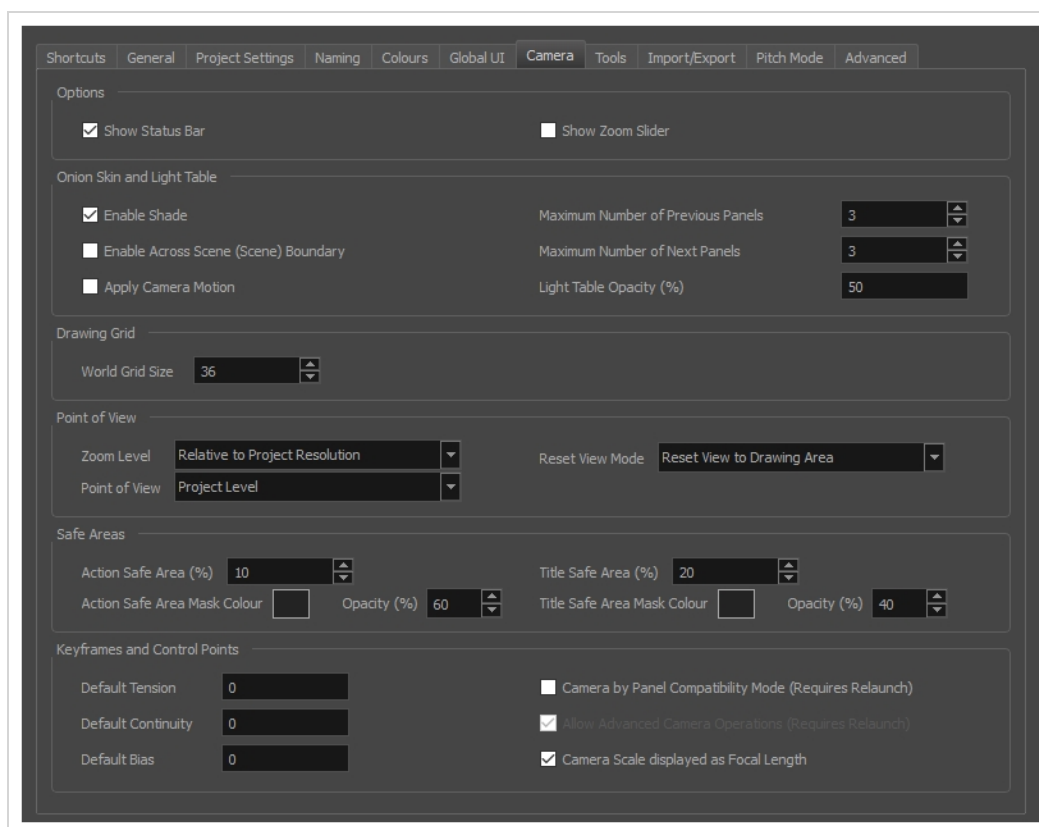 Shortcuts General Project Settings Naming Colours Global UI Camera Tools Import/Export Pitch Mode Advanced
Options
Show Status Bar Show Zoom Slider
Onion Skin and Light Table
Enable Shade Maximum Number of Previous Panels 3
Enable Across Scene (Scene) Boundary Maximum Number of Next Panels 3
Apply Camera Motion Light Table Opacity (%) 50
Drawing Grid
World Grid Size 36
Point of View
Zoom Level Relative to Project Resolution Reset View Mode Reset View to Drawing Area
Point of View Project Level
Safe Areas
Action Safe Area (%) 10 Title Safe Area (%) 20
Action Safe Area Mask Colour Opacity (%) 60 Title Safe Area Mask Colour Opacity (%) 40
Keyframes and Control Points
Default Tension 0 Camera by Panel Compatibility Mode (Requires Relaunch)
Default Continuity 0 Allow Advanced Camera Operations (Requires Relaunch)
Default Bias 0 Camera Scale displayed as Focal Length